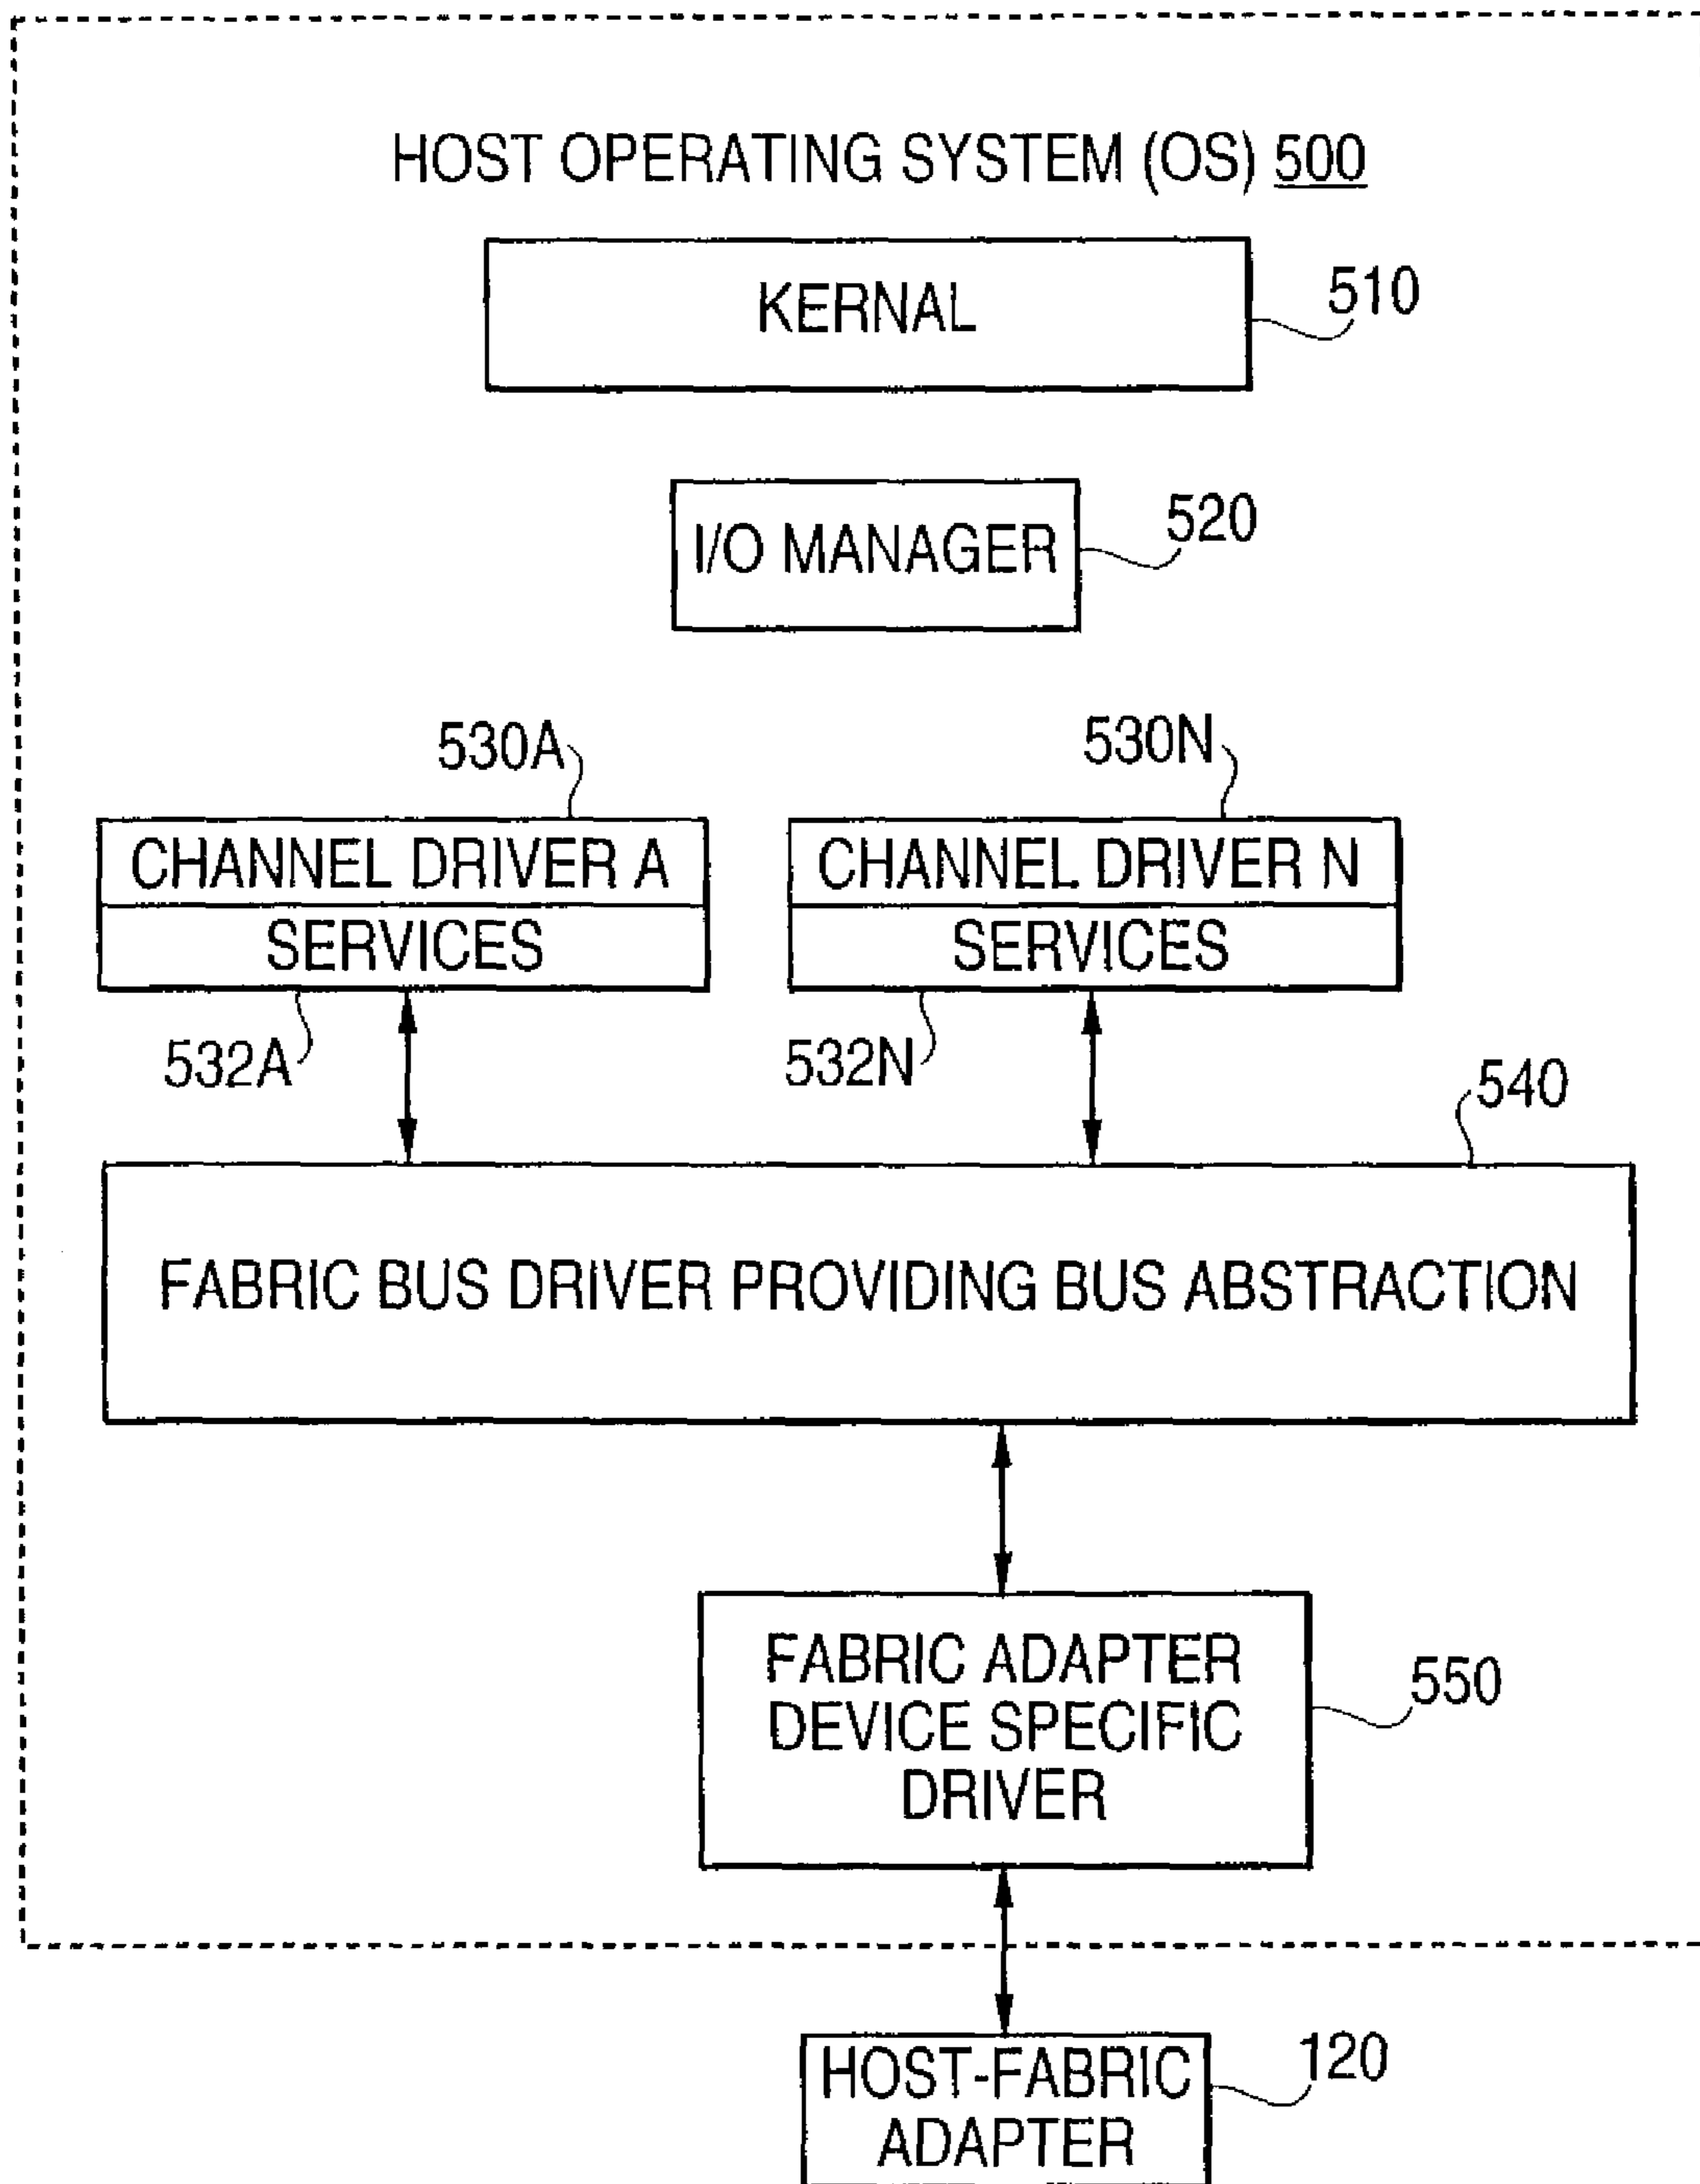 HOST OPERATING SYSTEM (OS) 500
KERNAL
510
I/O MANAGER
520
530A
530N
CHANNEL DRIVER A
SERVICES
CHANNEL DRIVER N
SERVICES
532A
532N
540
FABRIC BUS DRIVER PROVIDING BUS ABSTRACTION
FABRIC ADAPTER
DEVICE SPECIFIC
DRIVER
550
HOST-FABRIC
ADAPTER
120